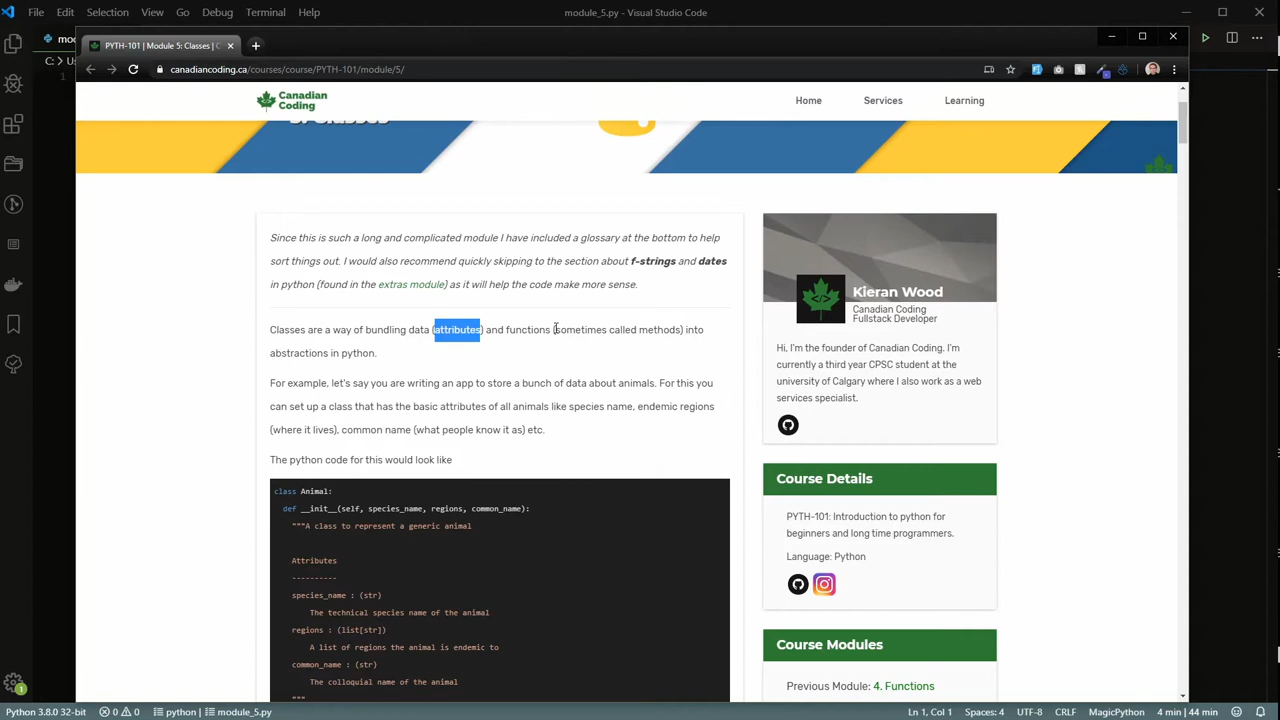 File Edit Selection View Go Debug Terminal Help
module_5.py - Visual Studio Code
PYTH-101 | Module 5: Classes | C
canadiancoding.ca/courses/course/PYTH-101/module/5/
Canadian
Coding
Home Services Learning
5. Classes
Since this is such a long and complicated module I have included a glossary at the bottom to help
sort things out. I would also recommend quickly skipping to the section about f-strings and dates
in python (found in the extras module) as it will help the code make more sense.
Classes are a way of bundling data (attributes) and functions (sometimes called methods) into
abstractions in python.
For example, let's say you are writing an app to store a bunch of data about animals. For this you
can set up a class that has the basic attributes of all animals like species name, endemic regions
(where it lives), common name (what people know it as) etc.
The python code for this would look like
class Animal:
def __init__(self, species_name, regions, common_name):
"""A class to represent a generic animal
Attributes
----------
species_name : (str)
The technical species name of the animal
regions : (list[str])
A list of regions the animal is endemic to
common_name : (str)
The colloquial name of the animal
"""
Kieran Wood
Canadian Coding
Fullstack Developer
Hi, I'm the founder of Canadian Coding. I'm
currently a third year CPSC student at the
university of Calgary where I also work as a web
services specialist.
Course Details
PYTH-101: Introduction to python for
beginners and long time programmers.
Language: Python
Course Modules
Previous Module: 4. Functions
mo
C: > U
1
1
Python 3.8.0 32-bit 0 0 python | module_5.py
Ln 1, Col 1 Spaces: 4 UTF-8 CRLF MagicPython 4 min | 44 min